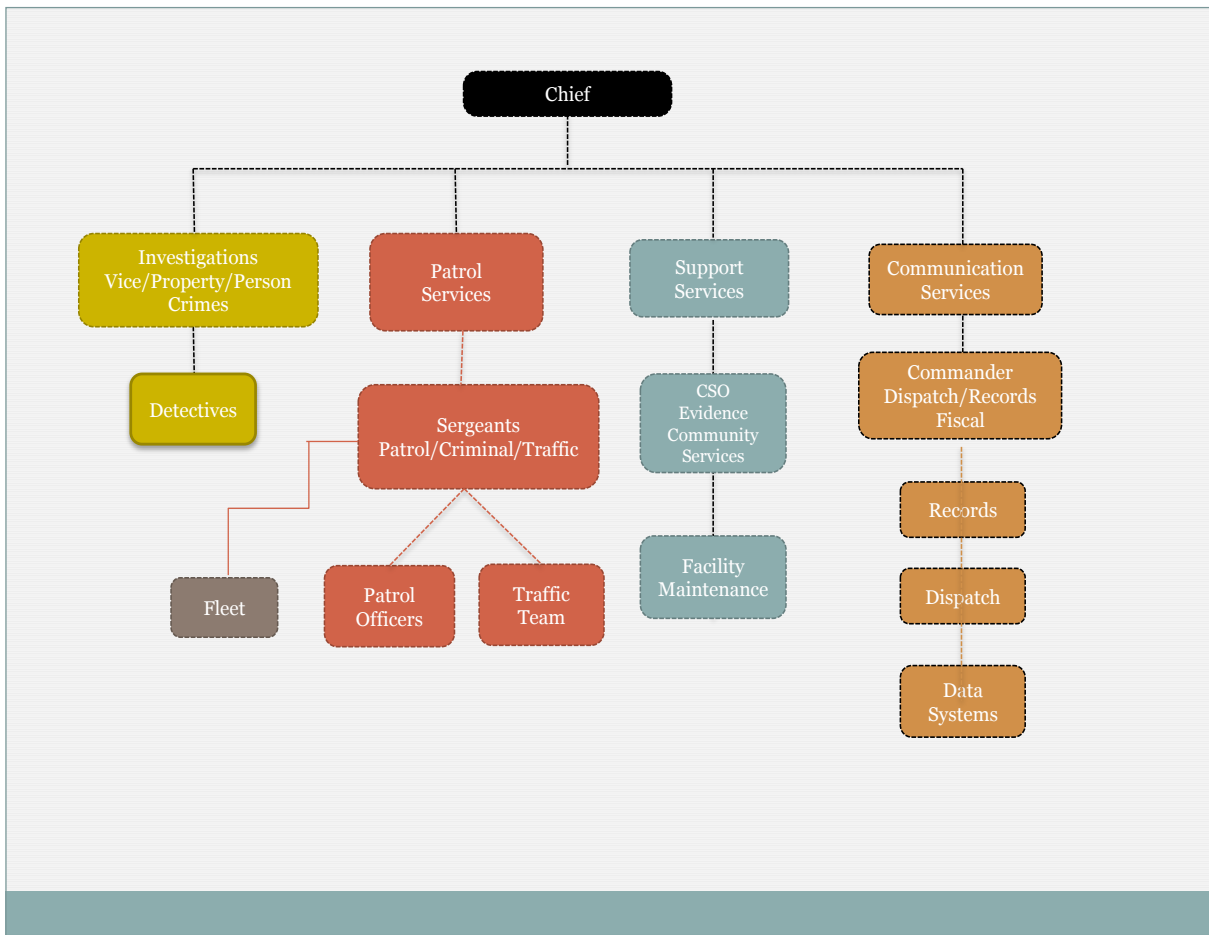 Chief
Investigations
Vice/Property/Person
Crimes
Patrol
Services
Support
Services
Communication
Services
Detectives
Sergeants
Patrol/Criminal/Traffic
CSO
Evidence
Community
Services
Commander
Dispatch/Records
Fiscal
Records
Fleet
Patrol
Officers
Traffic
Team
Facility
Maintenance
Dispatch
Data
Systems